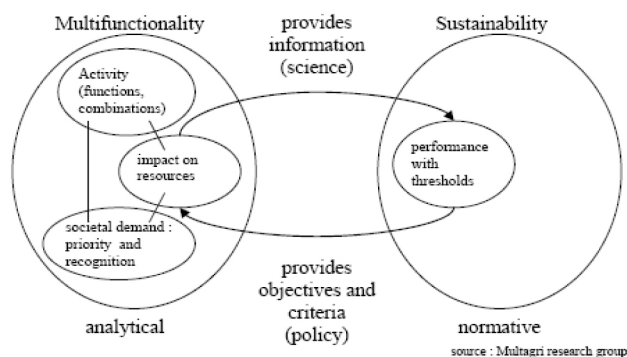 Multifunctionality
provides
information
(science)
Sustainability
Activity
(functions,
combinations)
impact on
resources
performance
with
thresholds
societal demand :
priority and
recognition
provides
objectives and
criteria
(policy)
analytical
normative
source : Multagri research group